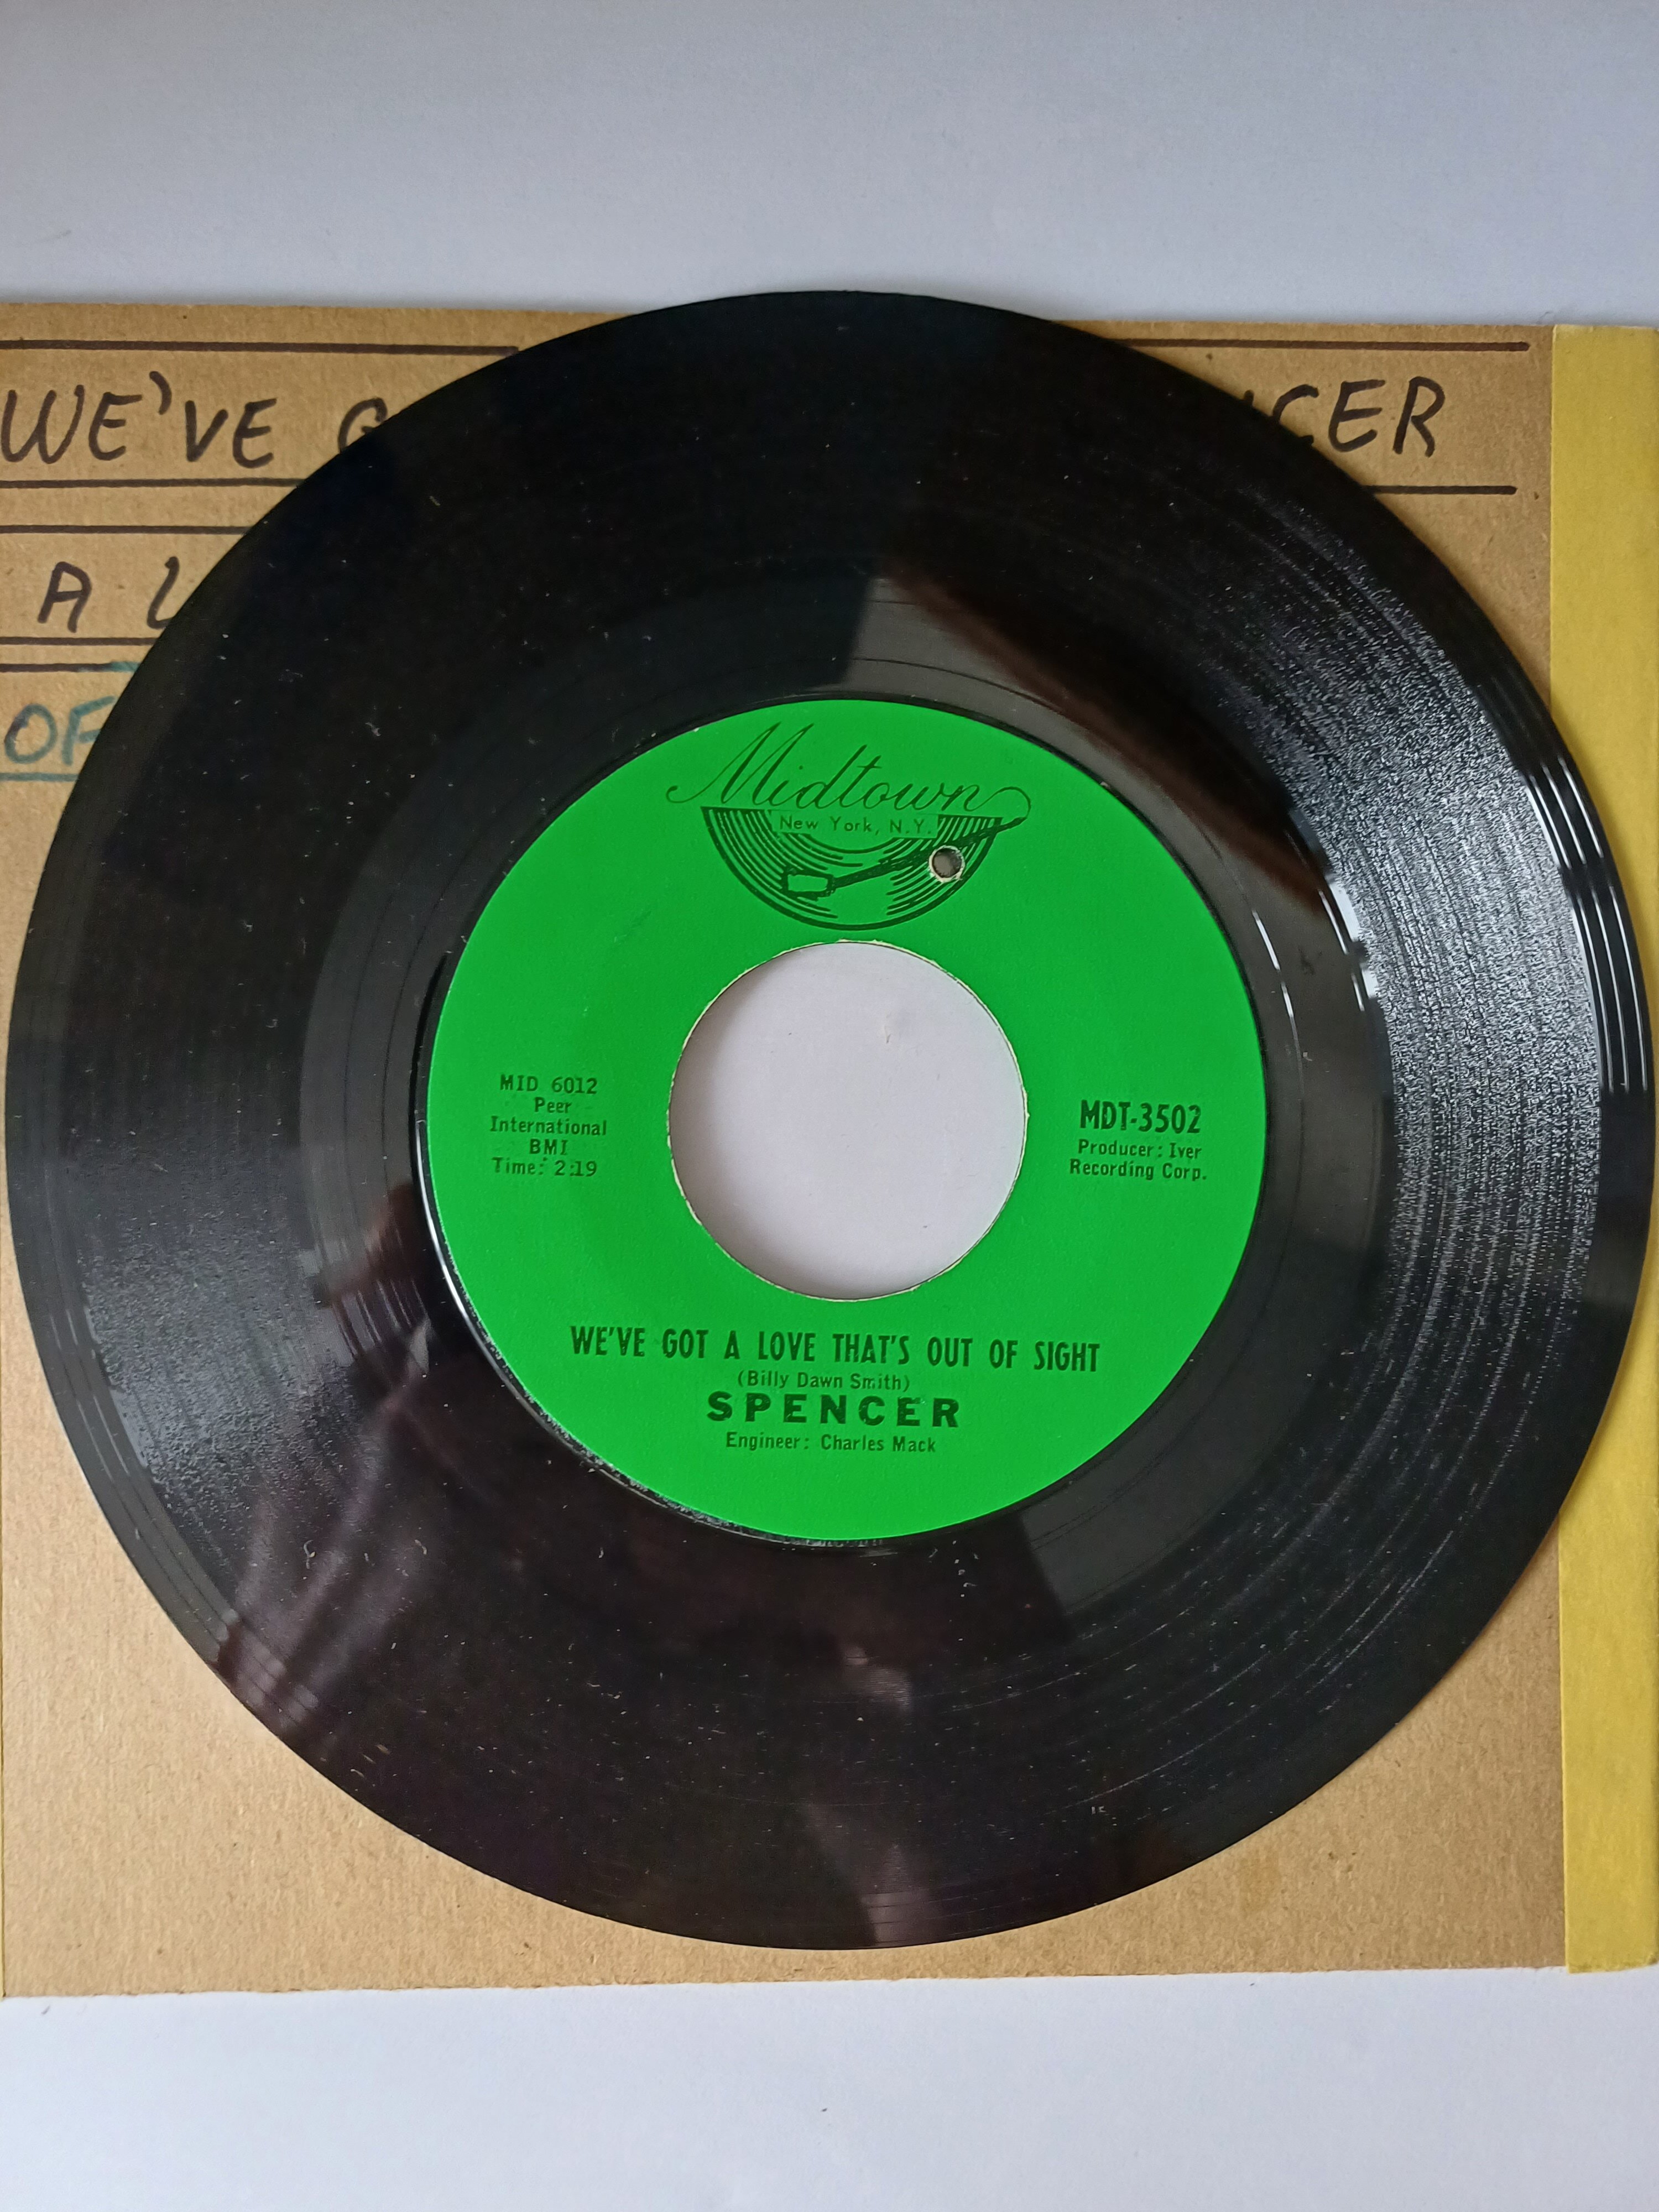 WE'VE
CER
A
OF
Midtown
New York, N.Y.
MID 6012
Peer
International
BMI
Time: 2:19
MDT-3502
Producer: Iver
Recording Corp.
WE'VE GOT A LOVE THAT'S OUT OF SIGHT
(Billy Dawn Smith)
SPENCER
Engineer: Charles Mack